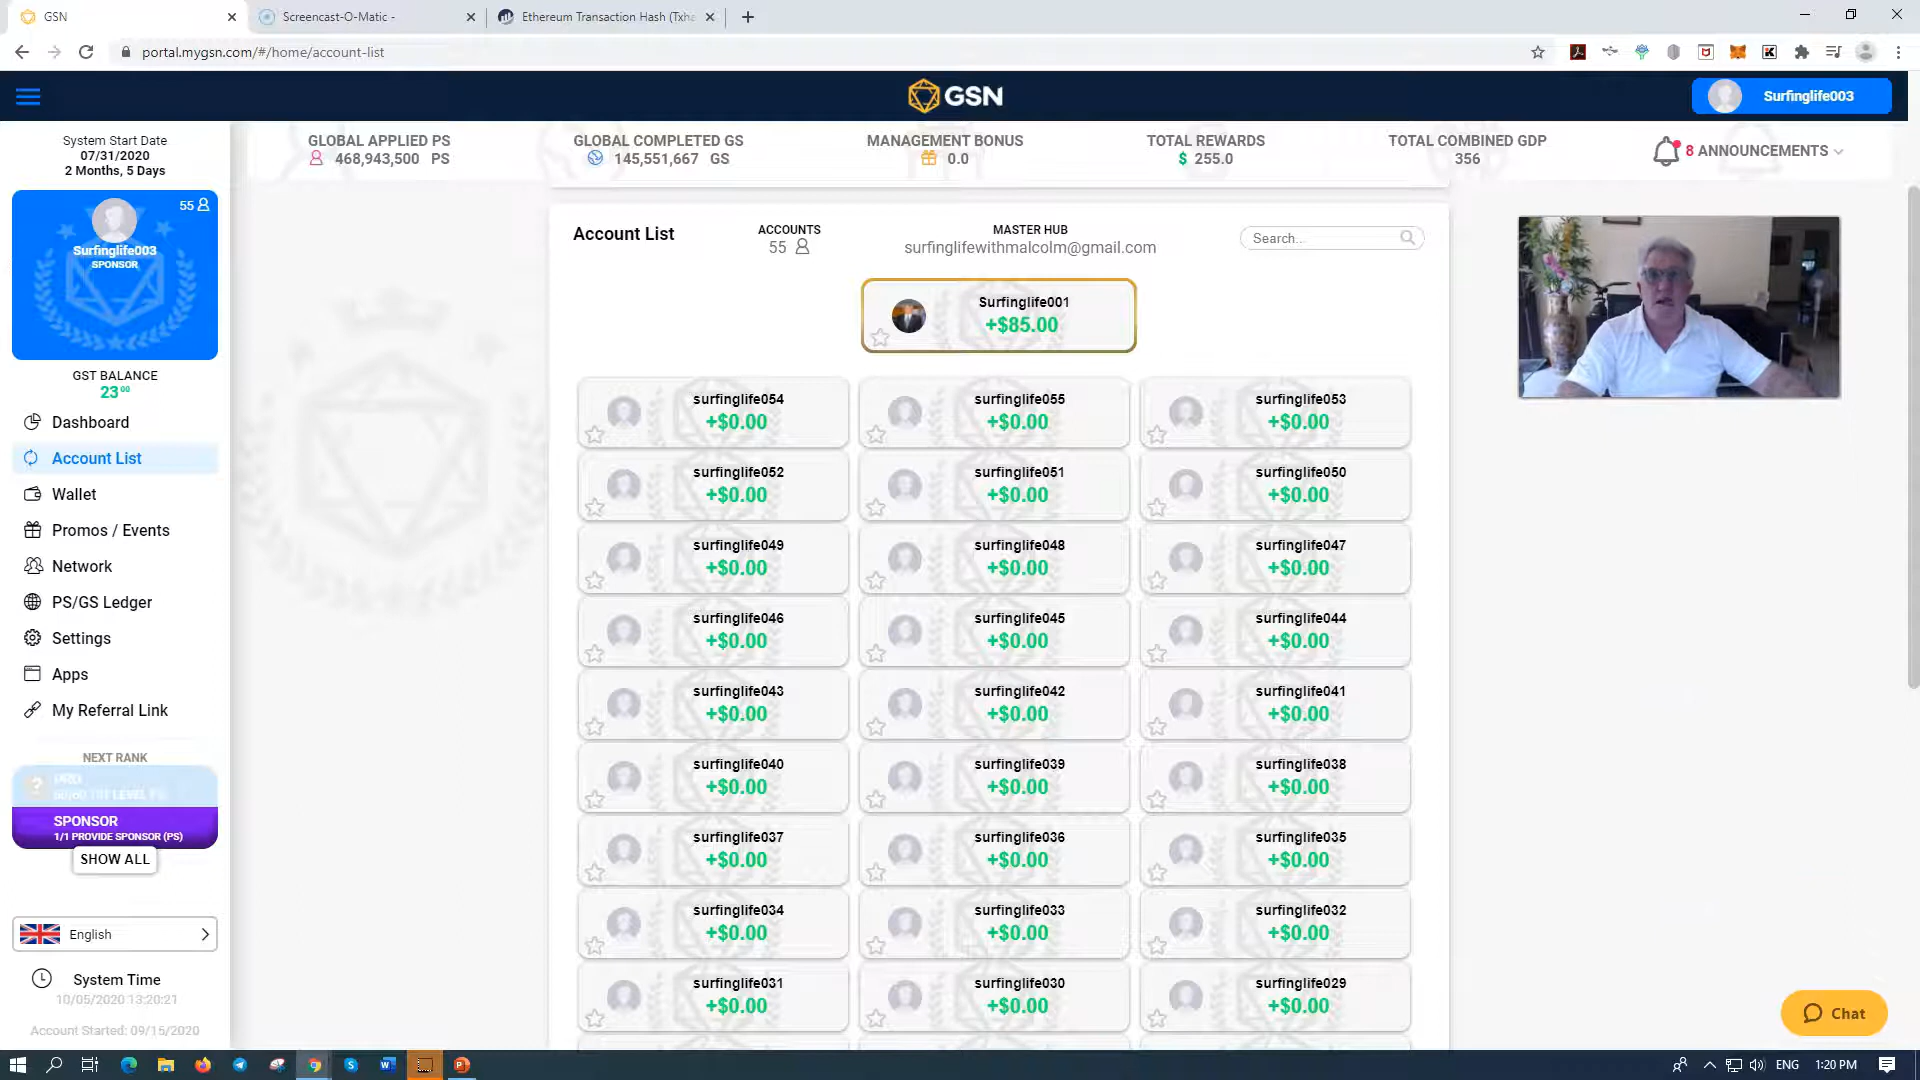 GSN
Screencast-O-Matic -
Ethereum Transaction Hash (Txha
portal.mygsn.com/#/home/account-list
GSN
Surfinglife003
System Start Date
07/31/2020
2 Months, 5 Days
GLOBAL APPLIED PS
468,943,500 PS
GLOBAL COMPLETED GS
145,551,667 GS
MANAGEMENT BONUS
0.0
TOTAL REWARDS
$ 255.0
TOTAL COMBINED GDP
356
8 ANNOUNCEMENTS
55
Surfinglife003
SPONSOR
GST BALANCE
23.00
Dashboard
Account List
Wallet
Promos / Events
Network
PS/GS Ledger
Settings
Apps
My Referral Link
NEXT RANK
PRO
SPONSOR
1/1 PROVIDE SPONSOR (PS)
SHOW ALL
English
System Time
10/05/2020 13:20:21
Account Started: 09/15/2020
Account List
ACCOUNTS
55
MASTER HUB
surfinglifewithmalcolm@gmail.com
Search...
Surfinglife001
+$85.00
surfinglife054
+$0.00
surfinglife055
+$0.00
surfinglife053
+$0.00
surfinglife052
+$0.00
surfinglife051
+$0.00
surfinglife050
+$0.00
surfinglife049
+$0.00
surfinglife048
+$0.00
surfinglife047
+$0.00
surfinglife046
+$0.00
surfinglife045
+$0.00
surfinglife044
+$0.00
surfinglife043
+$0.00
surfinglife042
+$0.00
surfinglife041
+$0.00
surfinglife040
+$0.00
surfinglife039
+$0.00
surfinglife038
+$0.00
surfinglife037
+$0.00
surfinglife036
+$0.00
surfinglife035
+$0.00
surfinglife034
+$0.00
surfinglife033
+$0.00
surfinglife032
+$0.00
surfinglife031
+$0.00
surfinglife030
+$0.00
surfinglife029
+$0.00
Chat
ENG
1:20 PM